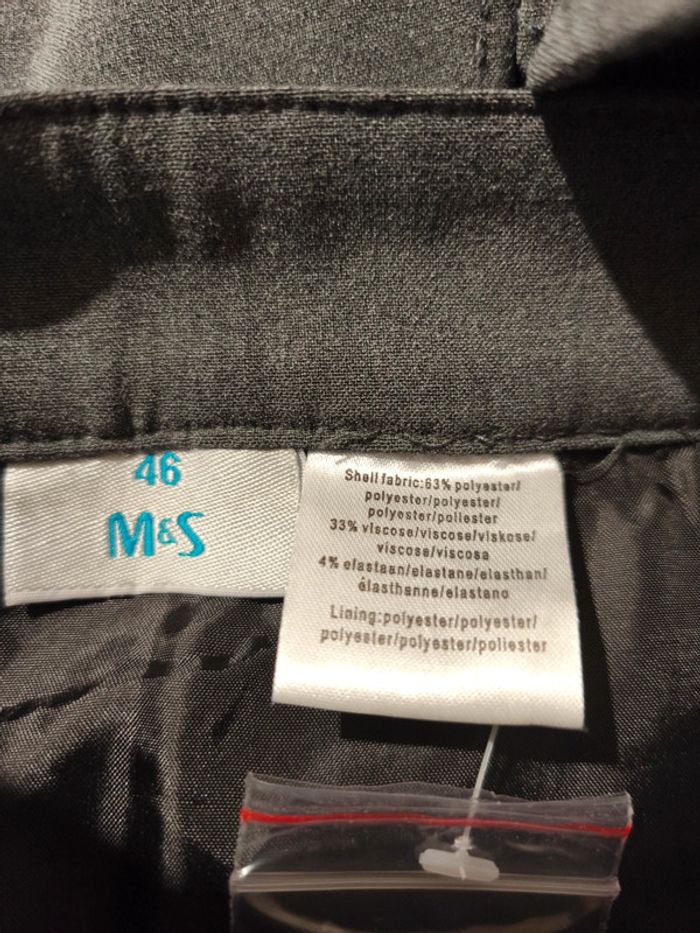 46
M&S
Shell fabric:63% polyester/
polyester/polyester/
polyester/poliester
33% viscose/viscose/viskose/
viscose/viscosa
4% elastaan/elastane/elasthan/
élasthanne/elastano
Lining:polyester/polyester/
polyester/polyester/poliester